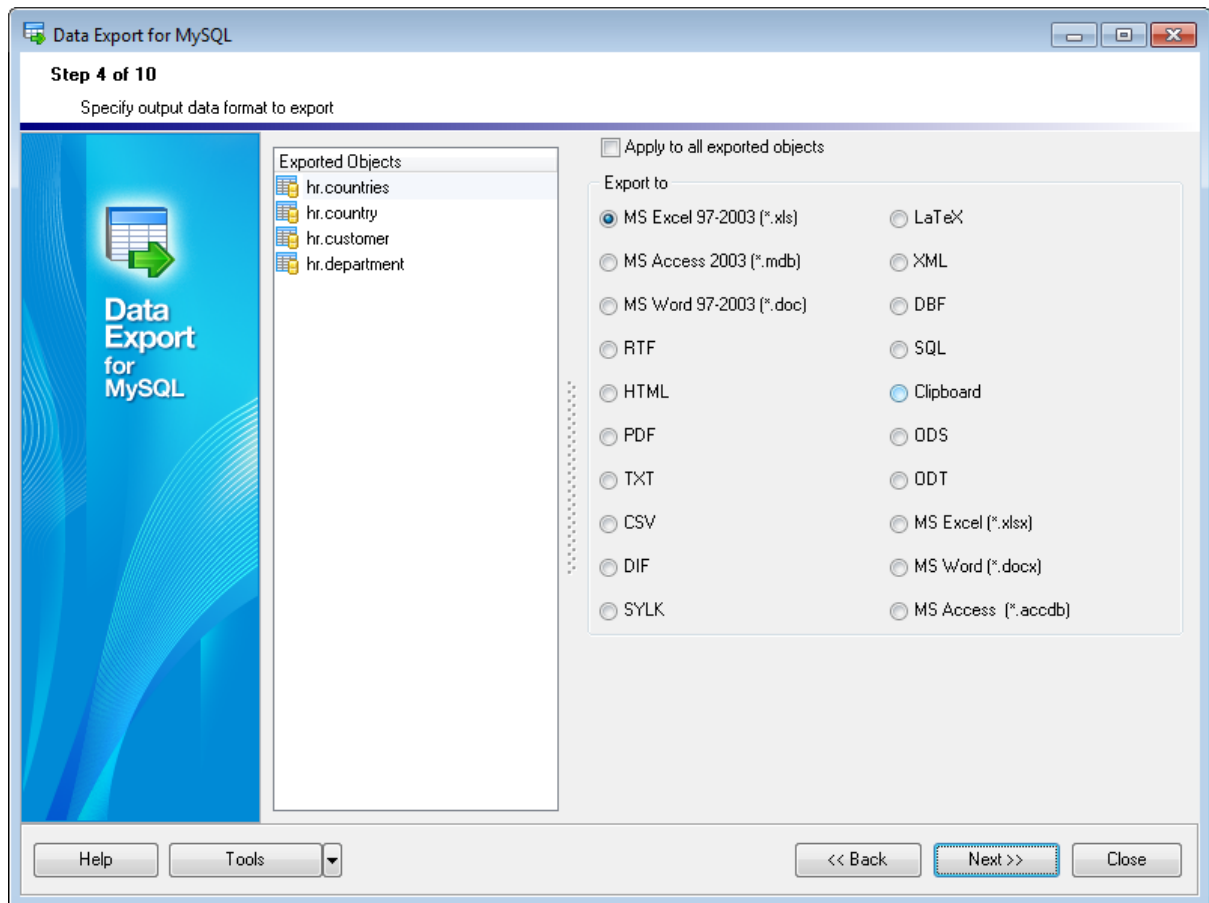 Data Export for MySQL
Step 4 of 10
Specify output data format to export
Data
Export
for
MySQL
Exported Objects
hr.countries
hr.country
hr.customer
hr.department
Apply to all exported objects
Export to
MS Excel 97-2003 (*.xls)
MS Access 2003 (*.mdb)
MS Word 97-2003 (*.doc)
RTF
HTML
PDF
TXT
CSV
DIF
SYLK
LaTeX
XML
DBF
SQL
Clipboard
ODS
ODT
MS Excel (*.xlsx)
MS Word (*.docx)
MS Access (*.accdb)
Help
Tools
<< Back
Next >>
Close